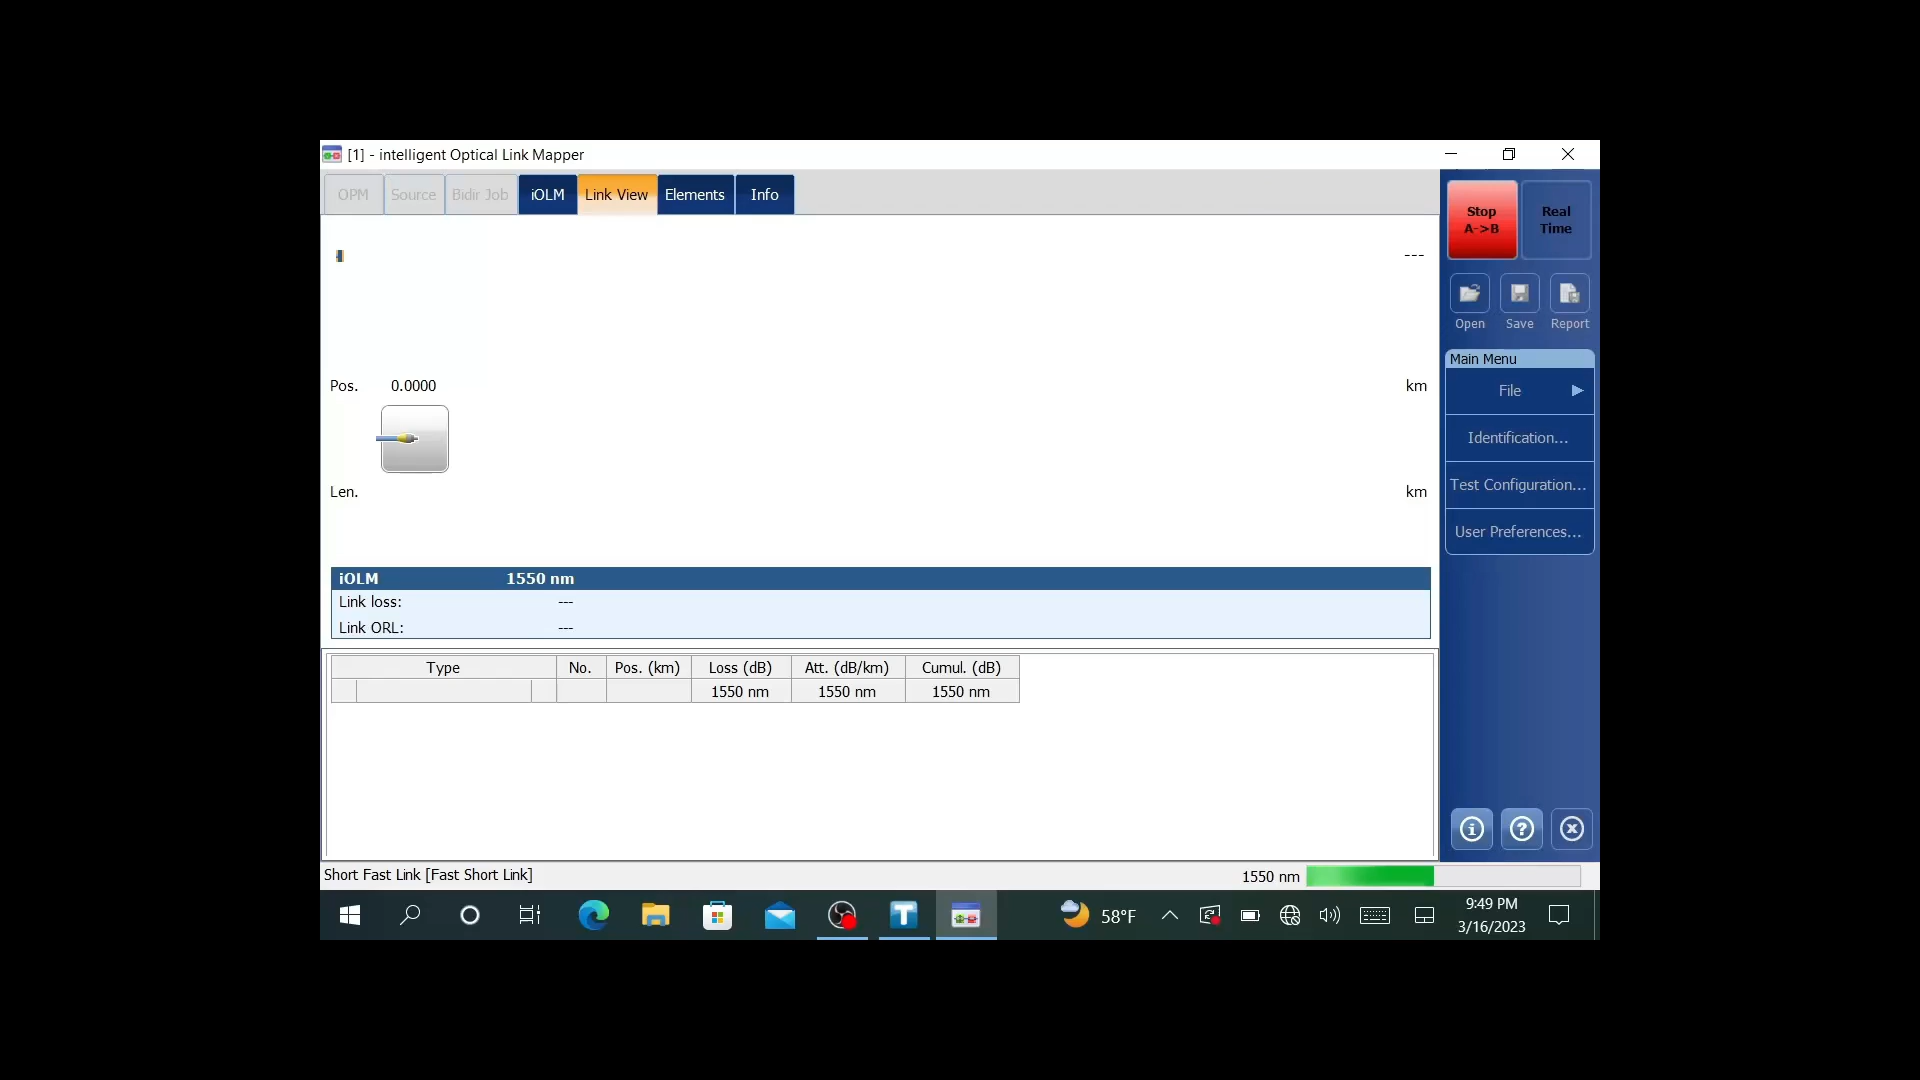 [1] - intelligent Optical Link Mapper
OPM Source Bidir Job iOLM Link View Elements Info
Stop A->B
Real Time
---
Open Save Report
Main Menu
File
Identification...
Test Configuration...
User Preferences...
Pos. 0.0000 km
Len. km
iOLM 1550 nm
Link loss: ---
Link ORL: ---
Type No. Pos. (km) Loss (dB) Att. (dB/km) Cumul. (dB)
1550 nm 1550 nm 1550 nm
Short Fast Link [Fast Short Link] 1550 nm
58°F
9:49 PM
3/16/2023